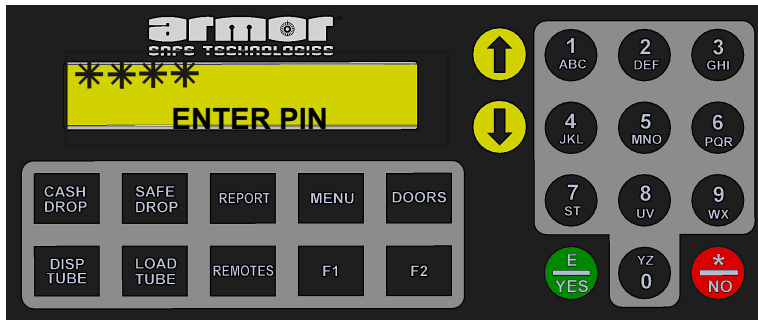 armor
SAFE TECHNOLOGIES
****
ENTER PIN
CASH DROP
SAFE DROP
REPORT
MENU
DOORS
DISP TUBE
LOAD TUBE
REMOTES
F1
F2
1
ABC
2
DEF
3
GHI
4
JKL
5
MNO
6
PQR
7
ST
8
UV
9
WX
E
YES
YZ
0
*
NO